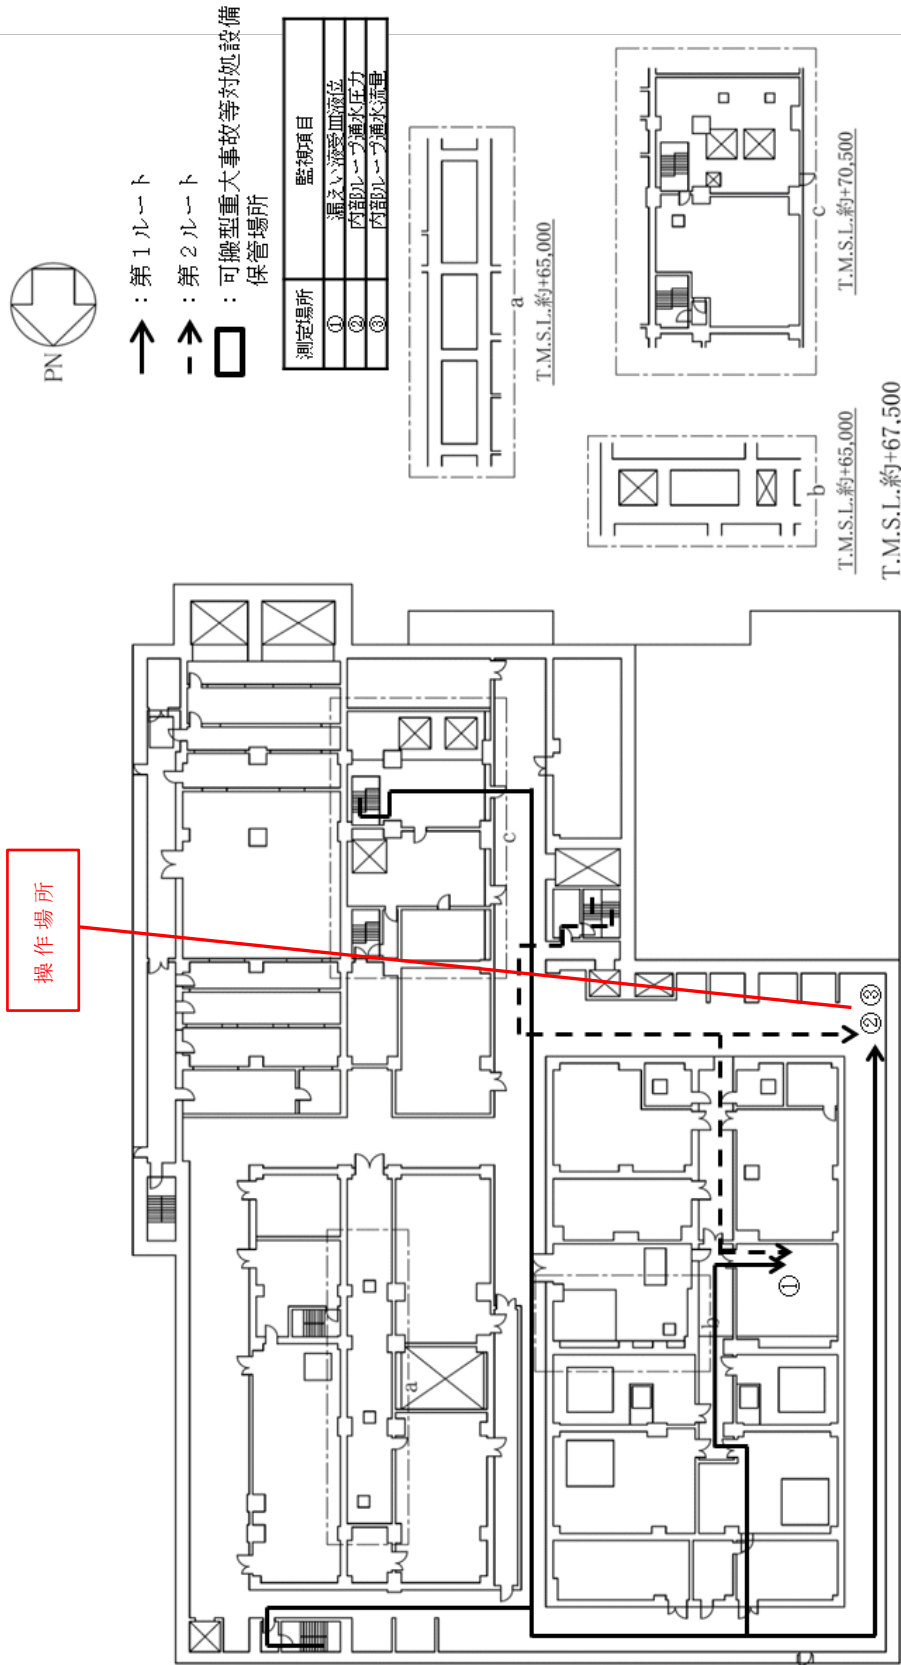 PN
：第１ルート
：第２ルート
：可搬型重大事故等対処設備
保管場所
測定場所 監視項目
① 漏えい液受皿液位
② 内部ループ通水圧力
③ 内部ループ通水流量
a
T.M.S.L.約+65,000
b
T.M.S.L.約+65,000
c
T.M.S.L.約+70,500
T.M.S.L.約+67,500
操作場所
a
b
c
①
②
③